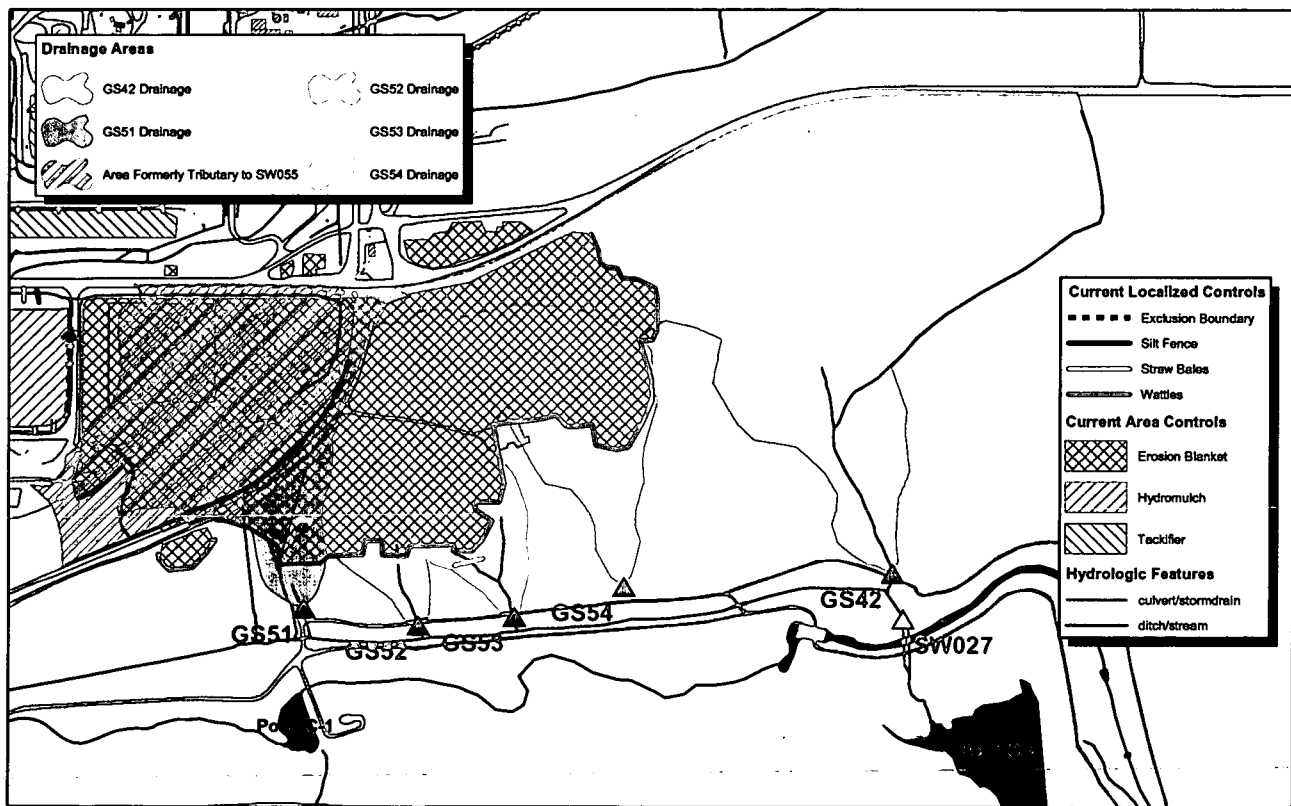 Drainage Areas
GS42 Drainage
GS52 Drainage
GS51 Drainage
GS53 Drainage
Area Formerly Tributary to SW055
GS54 Drainage
Current Localized Controls
Exclusion Boundary
Silt Fence
Straw Bales
Wattles
Current Area Controls
Erosion Blanket
Hydromulch
Tackifier
Hydrologic Features
culvert/stormdrain
ditch/stream
GS51
GS52
GS53
GS54
GS42
SW027